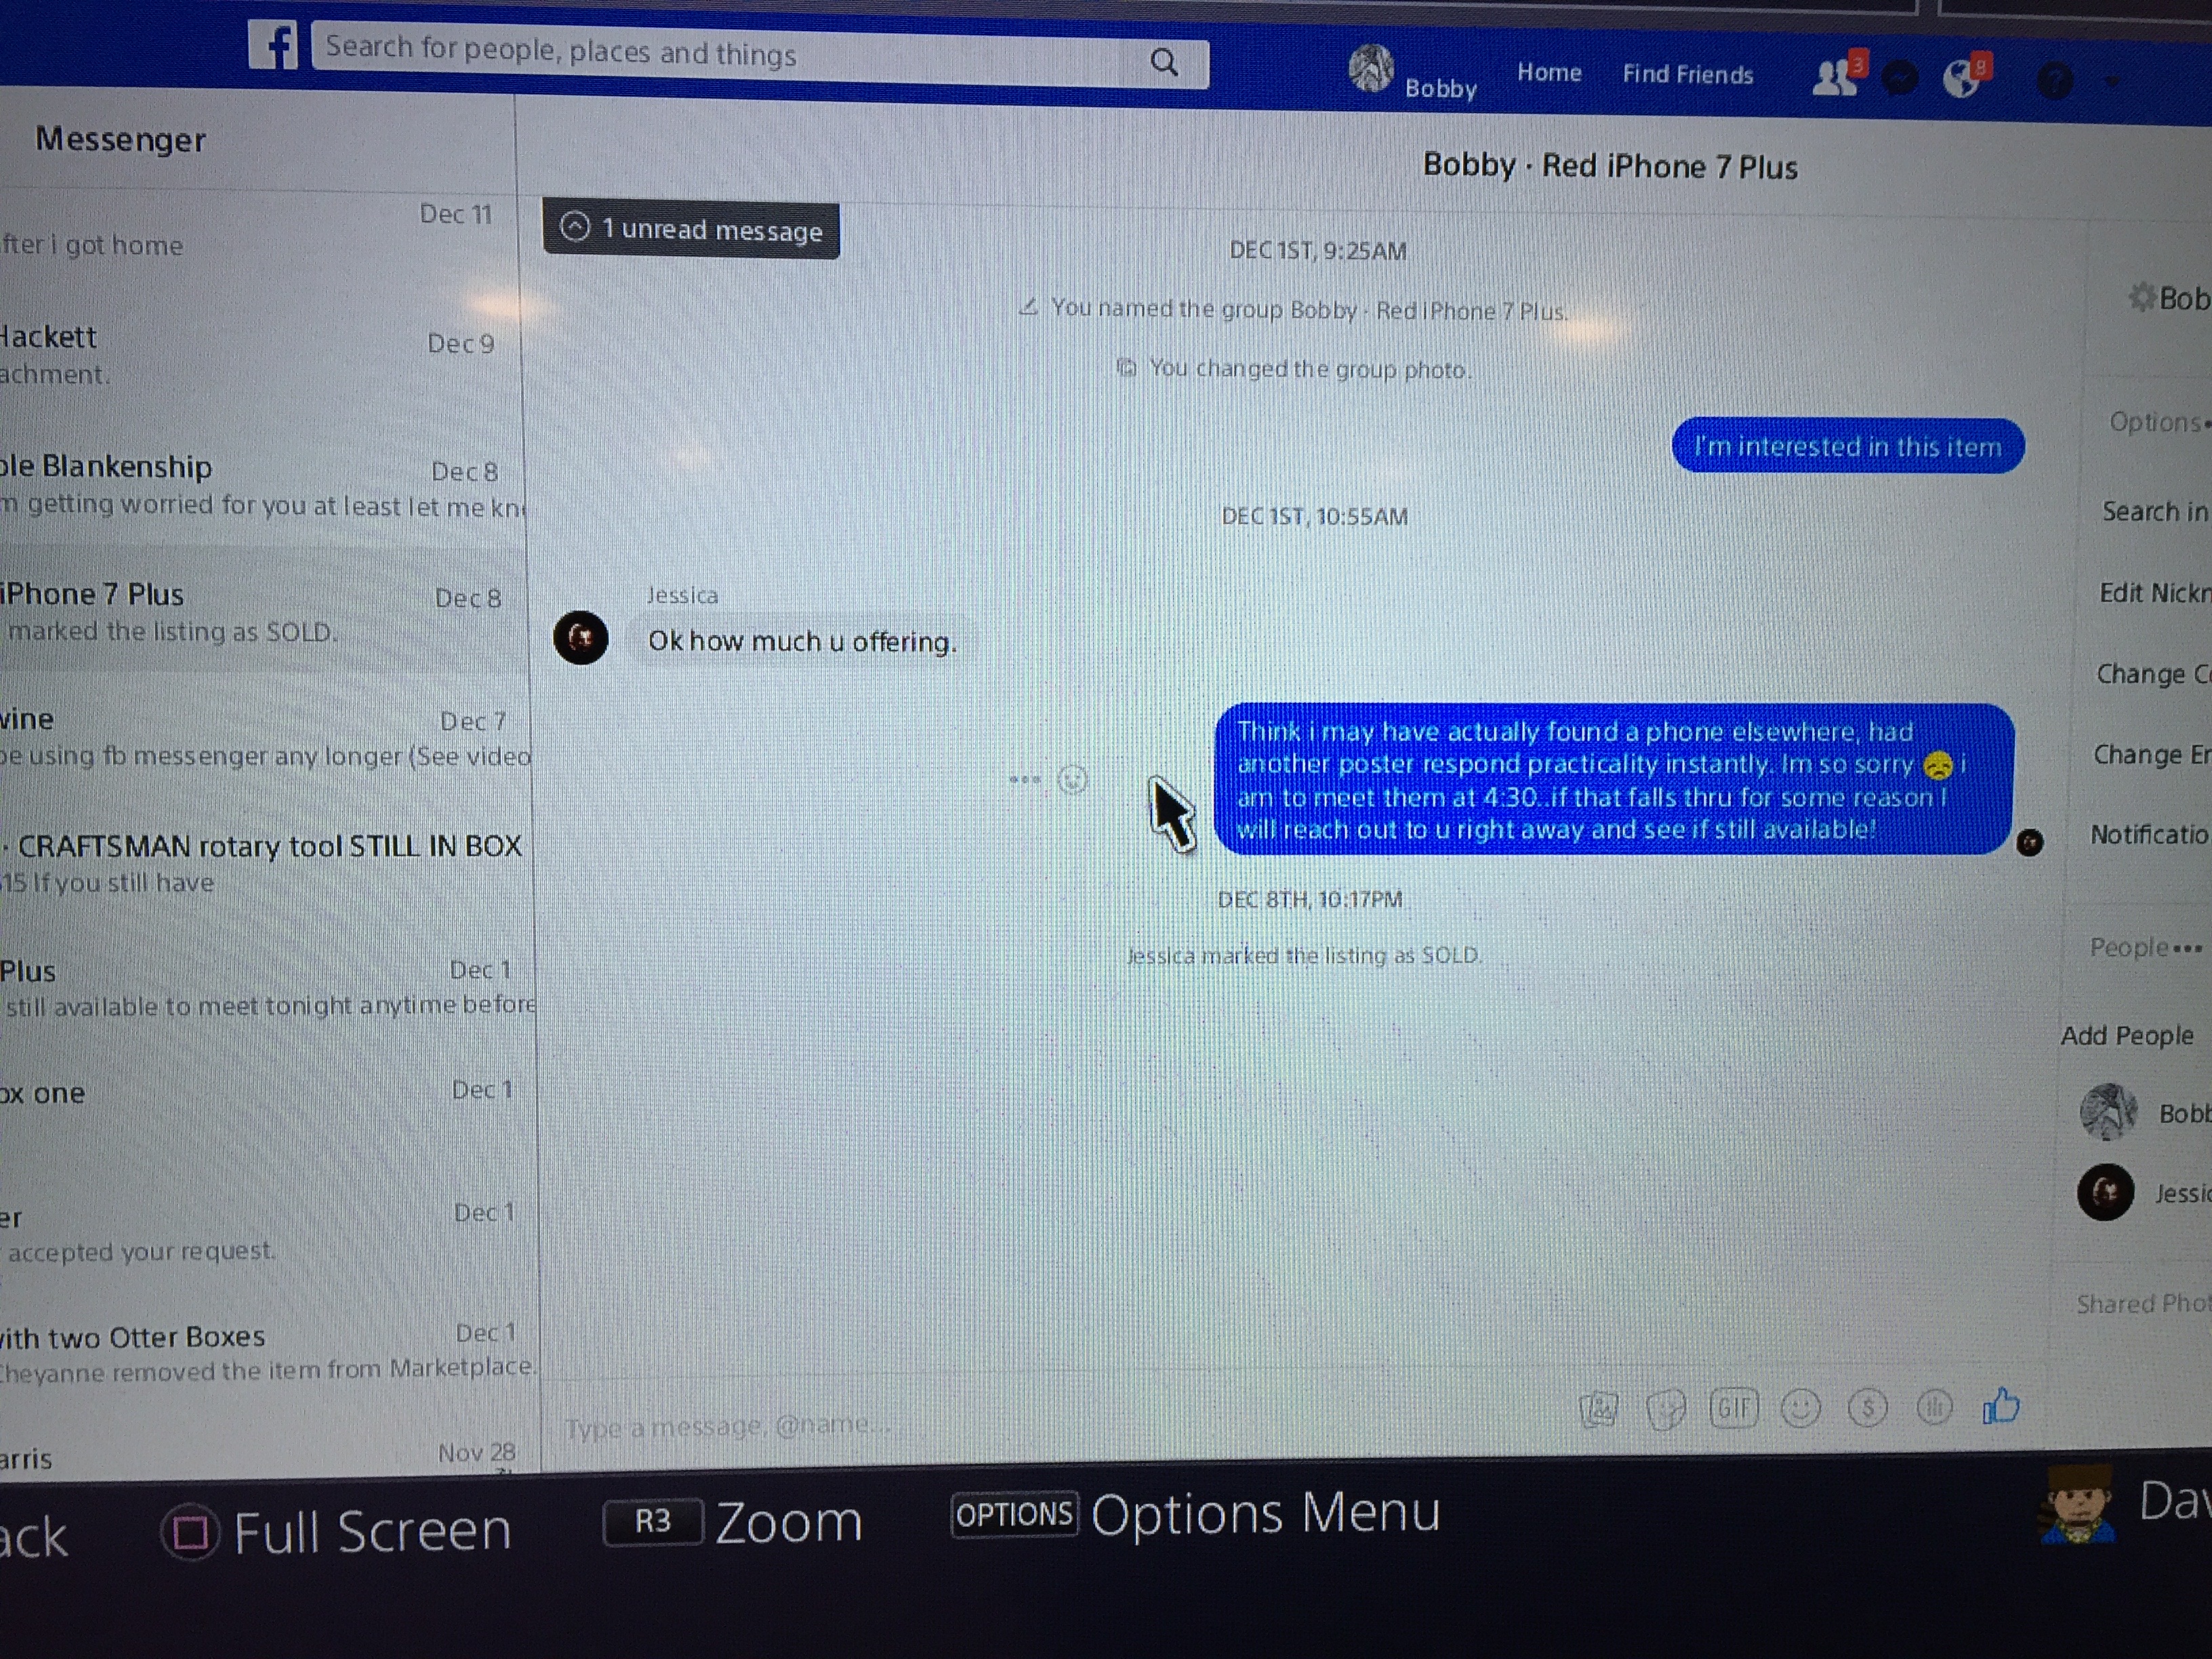 f Search for people, places and things
Bobby Home Find Friends 3 8
Messenger
Bobby · Red iPhone 7 Plus
Dec 11
fter i got home
Hackett Dec 9
achment.
ole Blankenship Dec 8
m getting worried for you at least let me kn
iPhone 7 Plus Dec 8
marked the listing as SOLD.
vine Dec 7
be using fb messenger any longer (See video
· CRAFTSMAN rotary tool STILL IN BOX
15 If you still have
Plus Dec 1
still available to meet tonight anytime before
ox one Dec 1
er Dec 1
accepted your request.
with two Otter Boxes Dec 1
Cheyanne removed the item from Marketplace.
arris Nov 28
1 unread message
DEC 1ST, 9:25AM
You named the group Bobby · Red iPhone 7 Plus.
You changed the group photo.
I'm interested in this item
DEC 1ST, 10:55AM
Jessica
Ok how much u offering.
Think i may have actually found a phone elsewhere, had
another poster respond practicality instantly. Im so sorry 😞 i
am to meet them at 4:30..if that falls thru for some reason I
will reach out to u right away and see if still available!
DEC 8TH, 10:17PM
Jessica marked the listing as SOLD.
Type a message, @name...
GIF $
Bob
Options
Search in
Edit Nickn
Change Co
Change Em
Notificatio
People
Add People
Bobb
Jessic
Shared Phot
ack Full Screen R3 Zoom OPTIONS Options Menu Dav